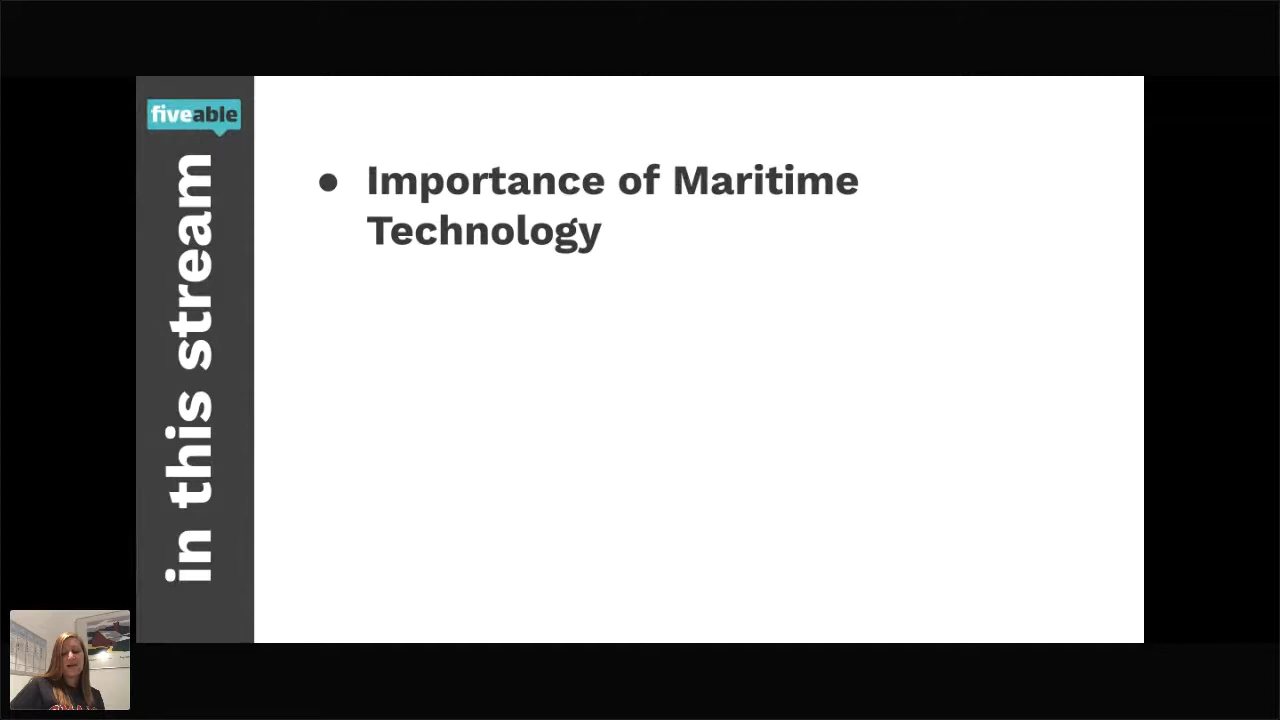 fiveable
in this stream
● Importance of Maritime
Technology